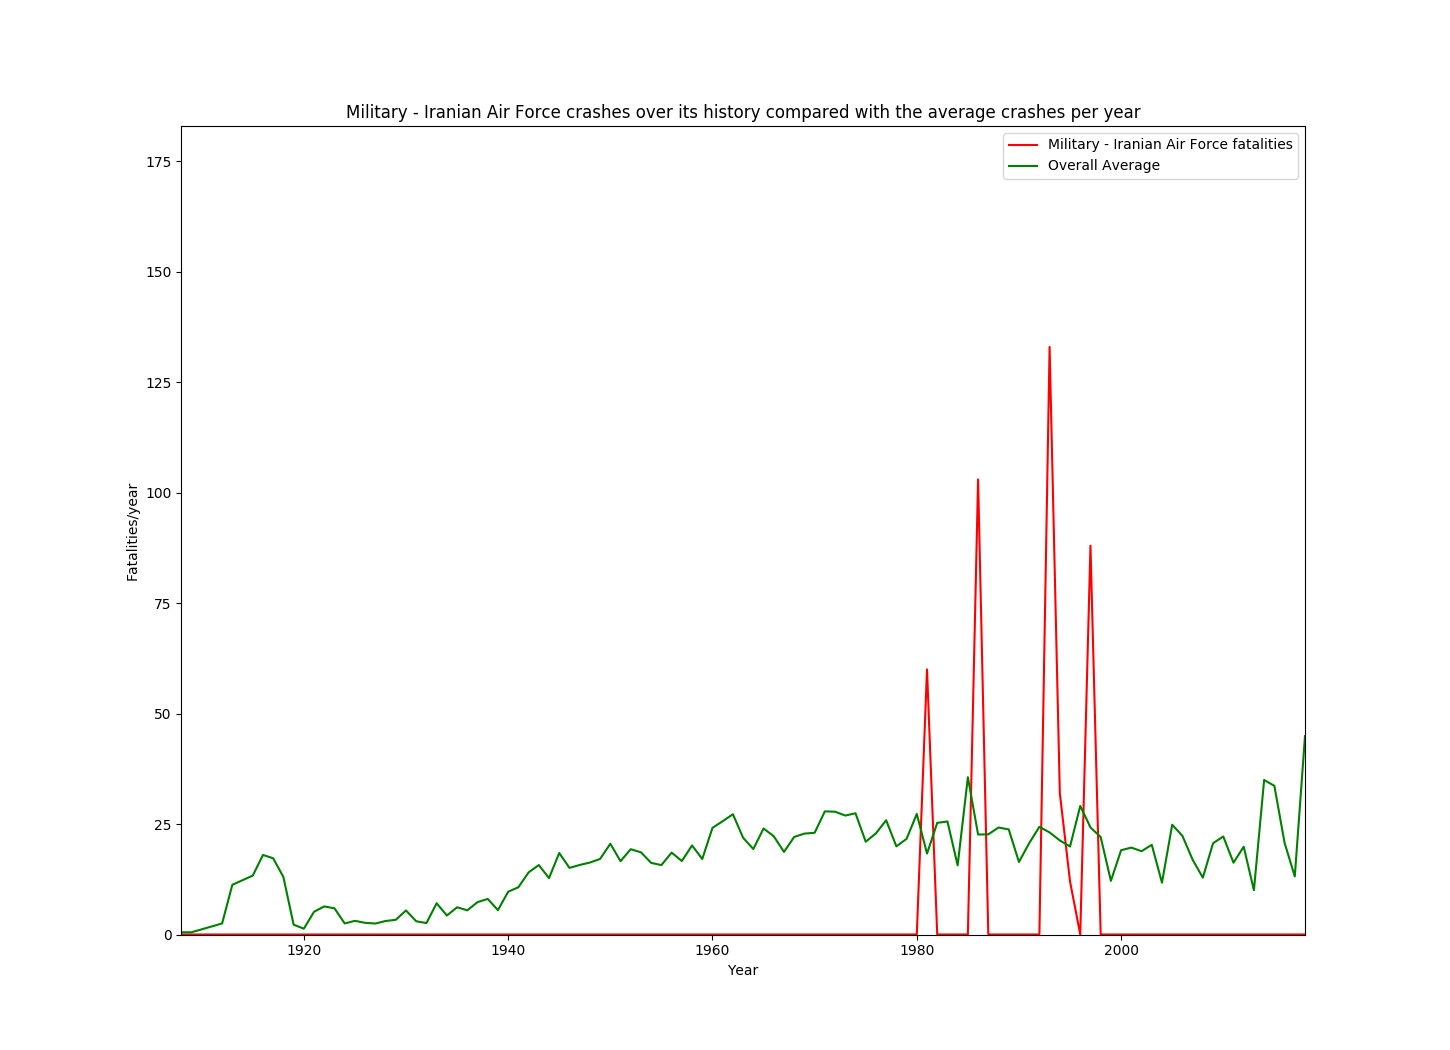 Military - Iranian Air Force crashes over its history compared with the average crashes per year
Military - Iranian Air Force fatalities
Overall Average
175
150
125
100
75
50
25
0
Fatalities/year
1920
1940
1960
1980
2000
Year